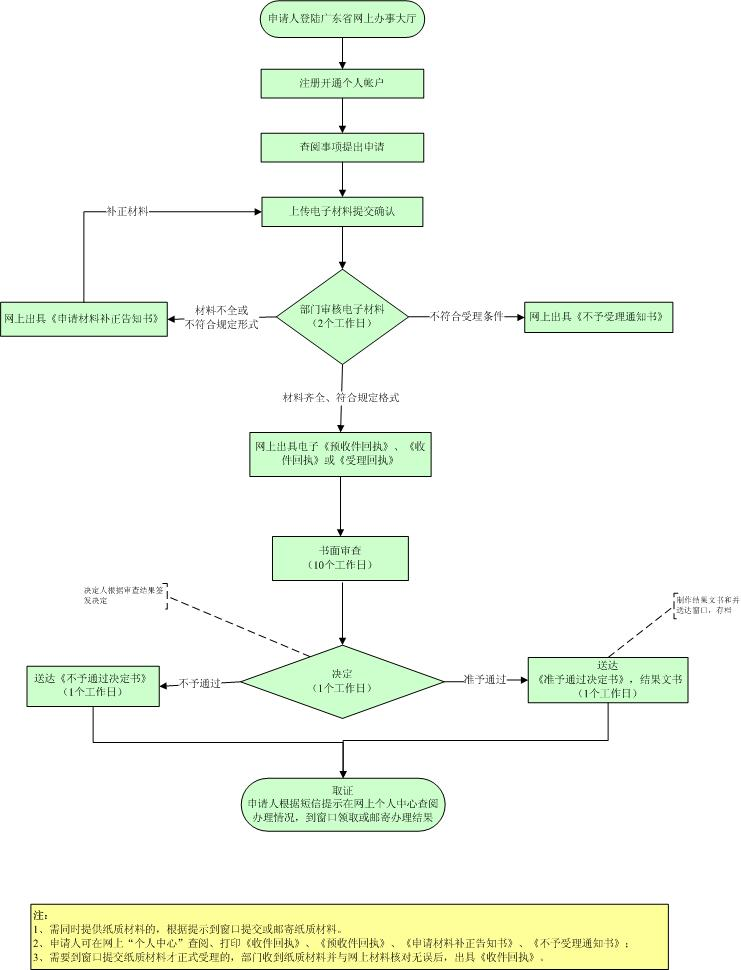 申请人登陆广东省网上办事大厅
注册开通个人帐户
查阅事项提出申请
补正材料
上传电子材料提交确认
网上出具《申请材料补正告知书》
材料不全或
不符合规定形式
部门审核电子材料
（2个工作日）
不符合受理条件
网上出具《不予受理通知书》
材料齐全、符合规定格式
网上出具电子《预收件回执》、《收
件回执》或《受理回执》
书面审查
（10个工作日）
决定人根据审查结果签
发决定
制作结果文书和并
送达窗口，存档
送达《不予通过决定书》
（1个工作日）
不予通过
决定
（1个工作日）
准予通过
送达
《准予通过决定书》，结果文书
（1个工作日）
取证
申请人根据短信提示在网上个人中心查阅
办理情况，到窗口领取或邮寄办理结果
注：
1、需同时提供纸质材料的，根据提示到窗口提交或邮寄纸质材料。
2、申请人可在网上“个人中心”查阅、打印《收件回执》、《预收件回执》、《申请材料补正告知书》、《不予受理通知书》；
3、需要到窗口提交纸质材料才正式受理的，部门收到纸质材料并与网上材料核对无误后，出具《收件回执》。